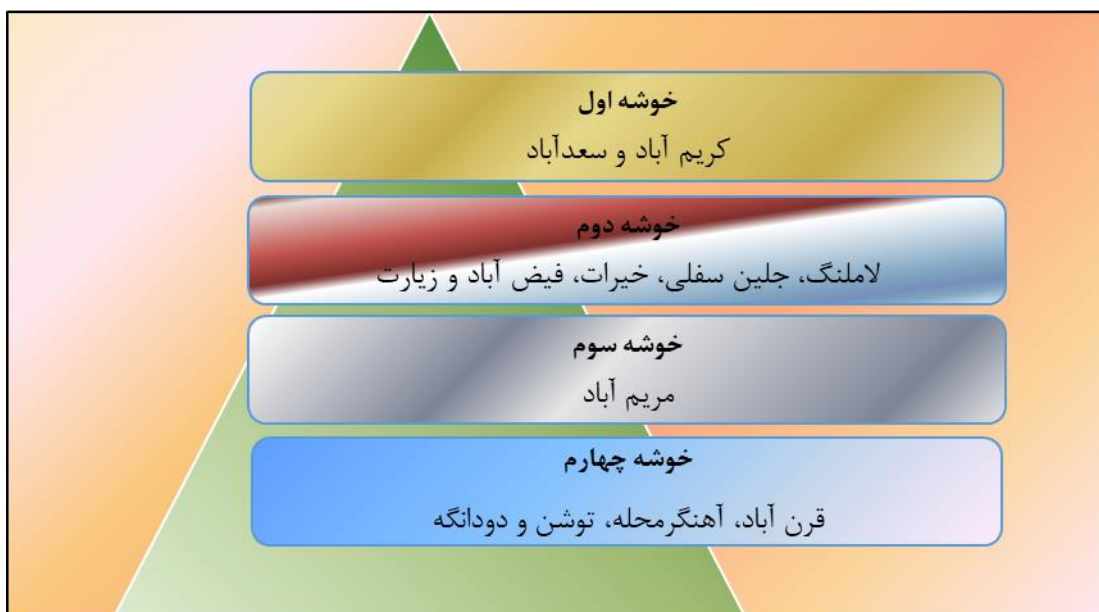 خوشه اول
کریم آباد و سعدآباد
خوشه دوم
لاملنگ، جلین سفلی، خیرات، فیض آباد و زیارت
خوشه سوم
مریم آباد
خوشه چهارم
قرن آباد، آهنگرمحله، توشن و دودانگه